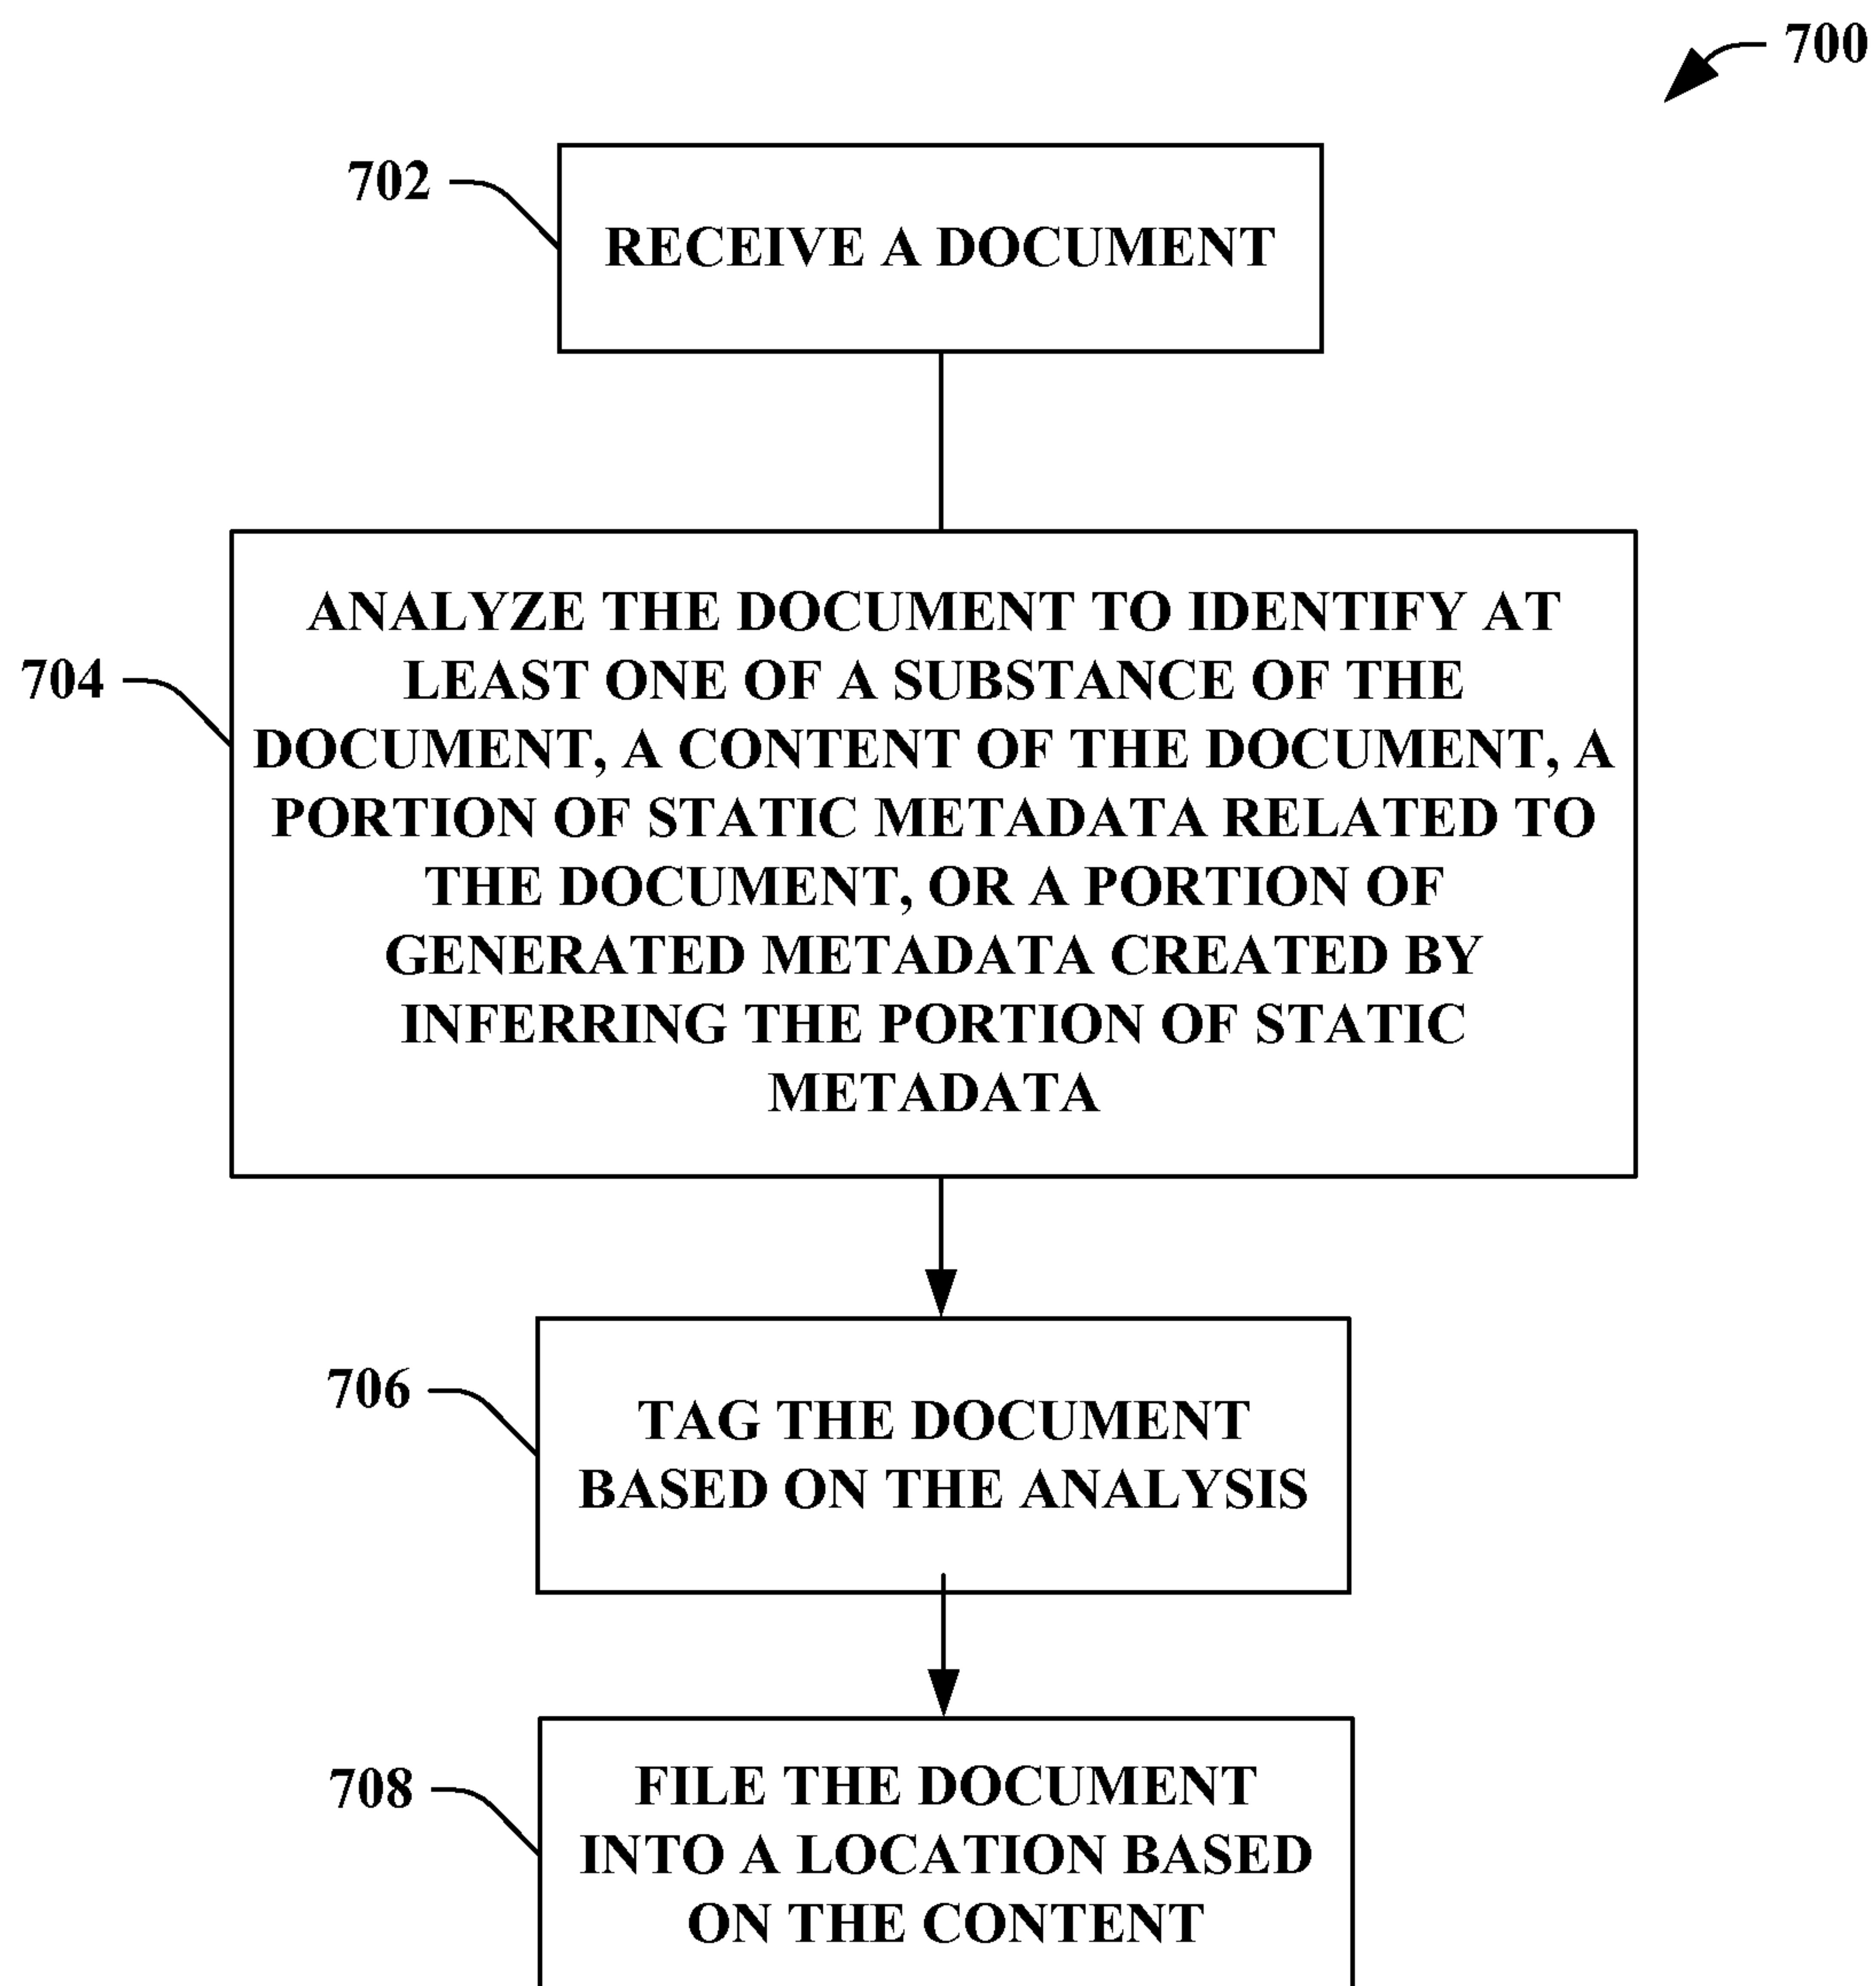 700
702
RECEIVE A DOCUMENT
ANALYZE THE DOCUMENT TO IDENTIFY AT
704
LEAST ONE OF A SUBSTANCE OF THE
DOCUMENT, A CONTENT OF THE DOCUMENT, A
PORTION OF STATIC METADATA RELATED TO
THE DOCUMENT, OR A PORTION OF
GENERATED METADATA CREATED BY
INFERRING THE PORTION OF STATIC
METADATA
706
TAG THE DOCUMENT
BASED ON THE ANALYSIS
708
FILE THE DOCUMENT
INTO A LOCATION BASED
ON THE CONTENT